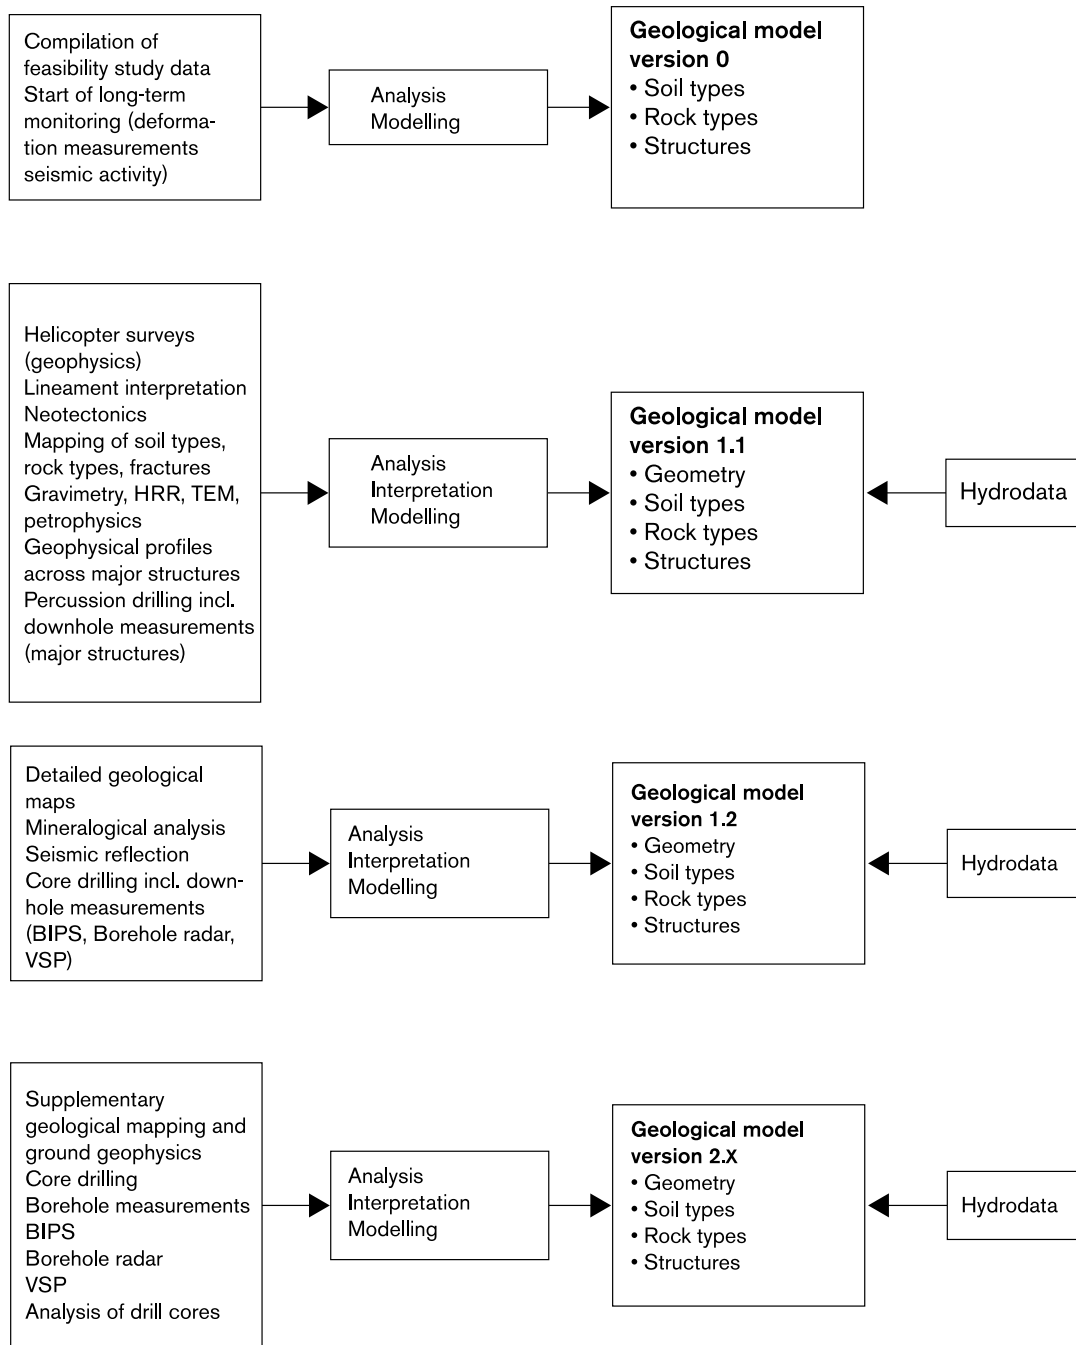 Compilation of
feasibility study data
Start of long-term
monitoring (deforma-
tion measurements
seismic activity)
Analysis
Modelling
Geological model
version 0
• Soil types
• Rock types
• Structures
Helicopter surveys
(geophysics)
Lineament interpretation
Neotectonics
Mapping of soil types,
rock types, fractures
Gravimetry, HRR, TEM,
petrophysics
Geophysical profiles
across major structures
Percussion drilling incl.
downhole measurements
(major structures)
Analysis
Interpretation
Modelling
Geological model
version 1.1
• Geometry
• Soil types
• Rock types
• Structures
Hydrodata
Detailed geological
maps
Mineralogical analysis
Seismic reflection
Core drilling incl. down-
hole measurements
(BIPS, Borehole radar,
VSP)
Analysis
Interpretation
Modelling
Geological model
version 1.2
• Geometry
• Soil types
• Rock types
• Structures
Hydrodata
Supplementary
geological mapping and
ground geophysics
Core drilling
Borehole measurements
BIPS
Borehole radar
VSP
Analysis of drill cores
Analysis
Interpretation
Modelling
Geological model
version 2.X
• Geometry
• Soil types
• Rock types
• Structures
Hydrodata